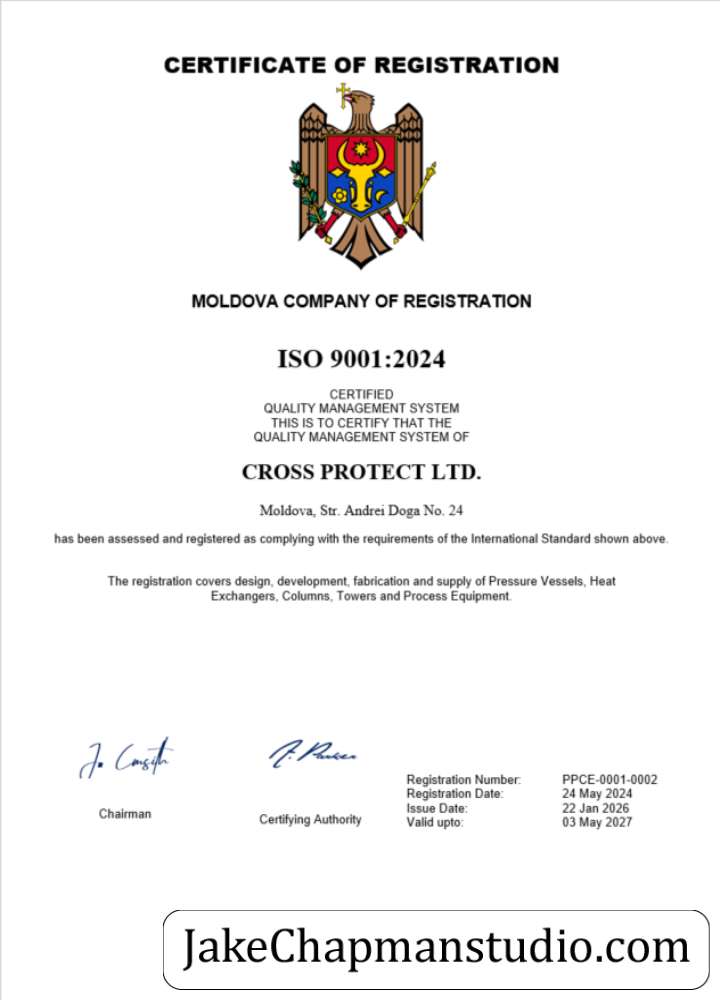 CERTIFICATE OF REGISTRATION
MOLDOVA COMPANY OF REGISTRATION
ISO 9001:2024
CERTIFIED
QUALITY MANAGEMENT SYSTEM
THIS IS TO CERTIFY THAT THE
QUALITY MANAGEMENT SYSTEM OF
CROSS PROTECT LTD.
Moldova, Str. Andrei Doga No. 24
has been assessed and registered as complying with the requirements of the International Standard shown above.
The registration covers design, development, fabrication and supply of Pressure Vessels, Heat
Exchangers, Columns, Towers and Process Equipment.
Chairman
Certifying Authority
Registration Number: PPCE-0001-0002
Registration Date: 24 May 2024
Issue Date: 22 Jan 2026
Valid upto: 03 May 2027
JakeChapmanstudio.com